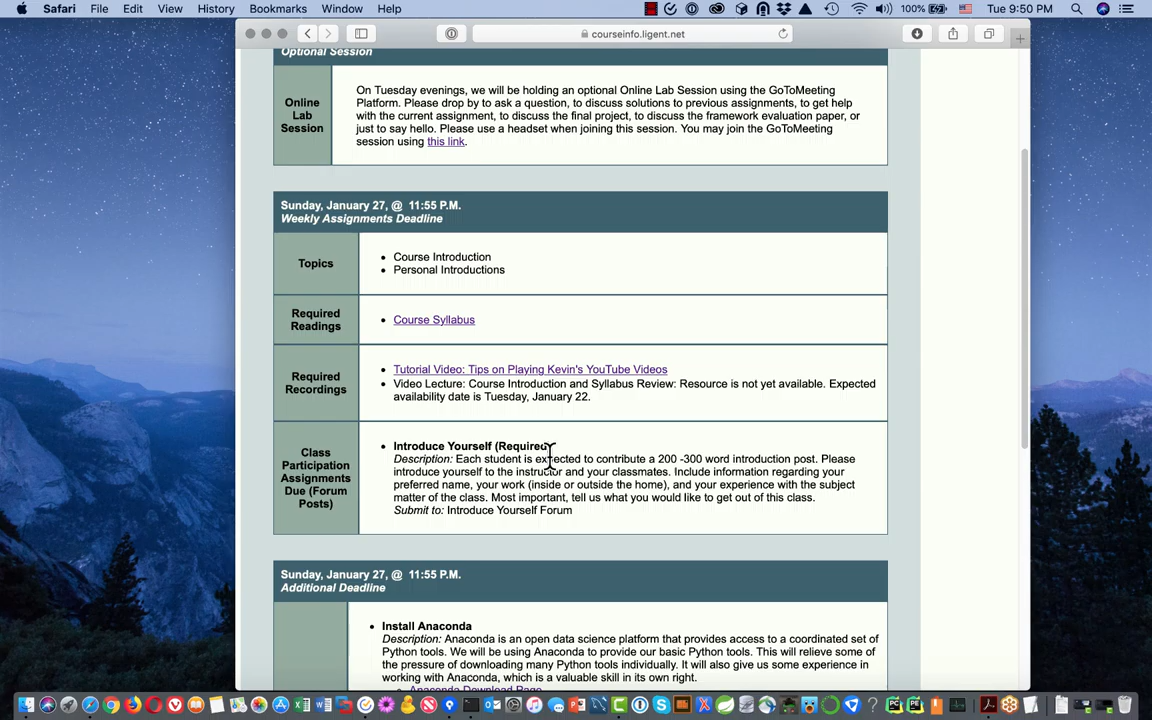 Safari File Edit View History Bookmarks Window Help 100% Tue 9:50 PM
courseinfo.ligent.net
Optional Session
Online
Lab
Session
On Tuesday evenings, we will be holding an optional Online Lab Session using the GoToMeeting
Platform. Please drop by to ask a question, to discuss solutions to previous assignments, to get help
with the current assignment, to discuss the final project, to discuss the framework evaluation paper, or
just to say hello. Please use a headset when joining this session. You may join the GoToMeeting
session using this link.
Sunday, January 27, @ 11:55 P.M.
Weekly Assignments Deadline
Topics
• Course Introduction
• Personal Introductions
Required
Readings
• Course Syllabus
Required
Recordings
• Tutorial Video: Tips on Playing Kevin's YouTube Videos
• Video Lecture: Course Introduction and Syllabus Review: Resource is not yet available. Expected
availability date is Tuesday, January 22.
Class
Participation
Assignments
Due (Forum
Posts)
• Introduce Yourself (Required)
Description: Each student is expected to contribute a 200 -300 word introduction post. Please
introduce yourself to the instructor and your classmates. Include information regarding your
preferred name, your work (inside or outside the home), and your experience with the subject
matter of the class. Most important, tell us what you would like to get out of this class.
Submit to: Introduce Yourself Forum
Sunday, January 27, @ 11:55 P.M.
Additional Deadline
• Install Anaconda
Description: Anaconda is an open data science platform that provides access to a coordinated set of
Python tools. We will be using Anaconda to provide our basic Python tools. This will relieve some of
the pressure of downloading many Python tools individually. It will also give us some experience in
working with Anaconda, which is a valuable skill in its own right.
Anaconda Download Page